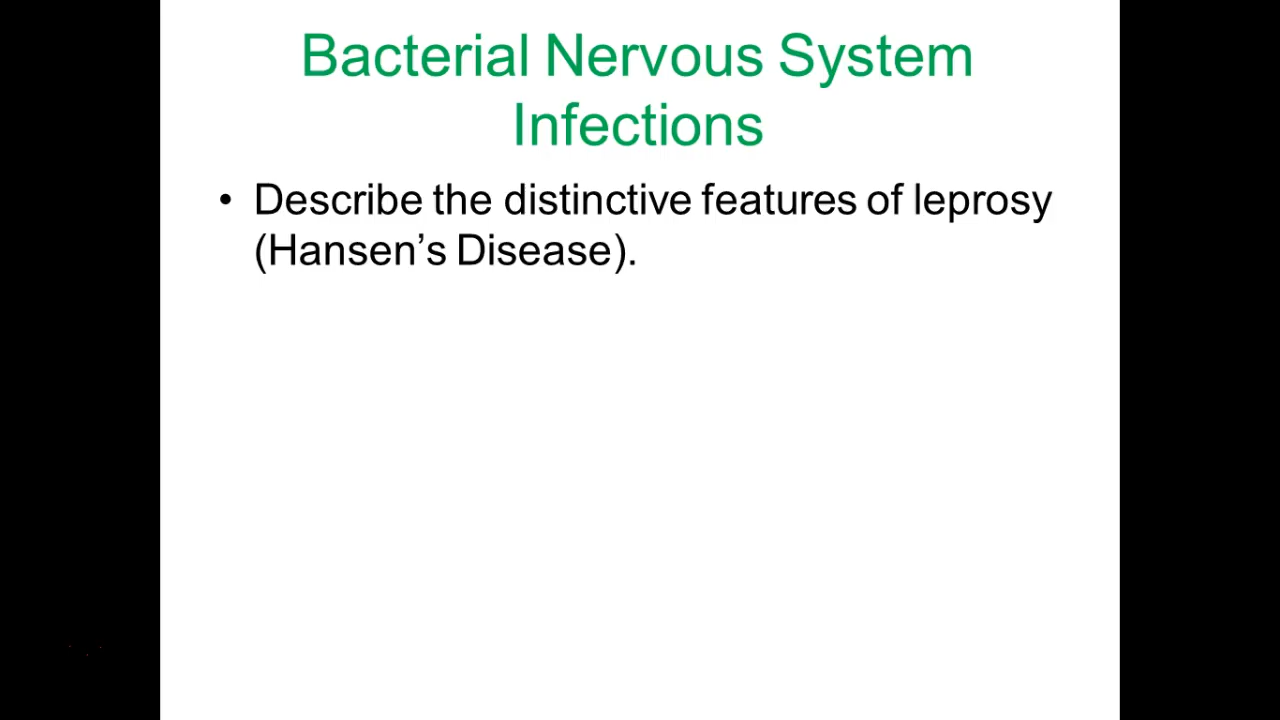 Bacterial Nervous System
Infections
• Describe the distinctive features of leprosy
(Hansen’s Disease).